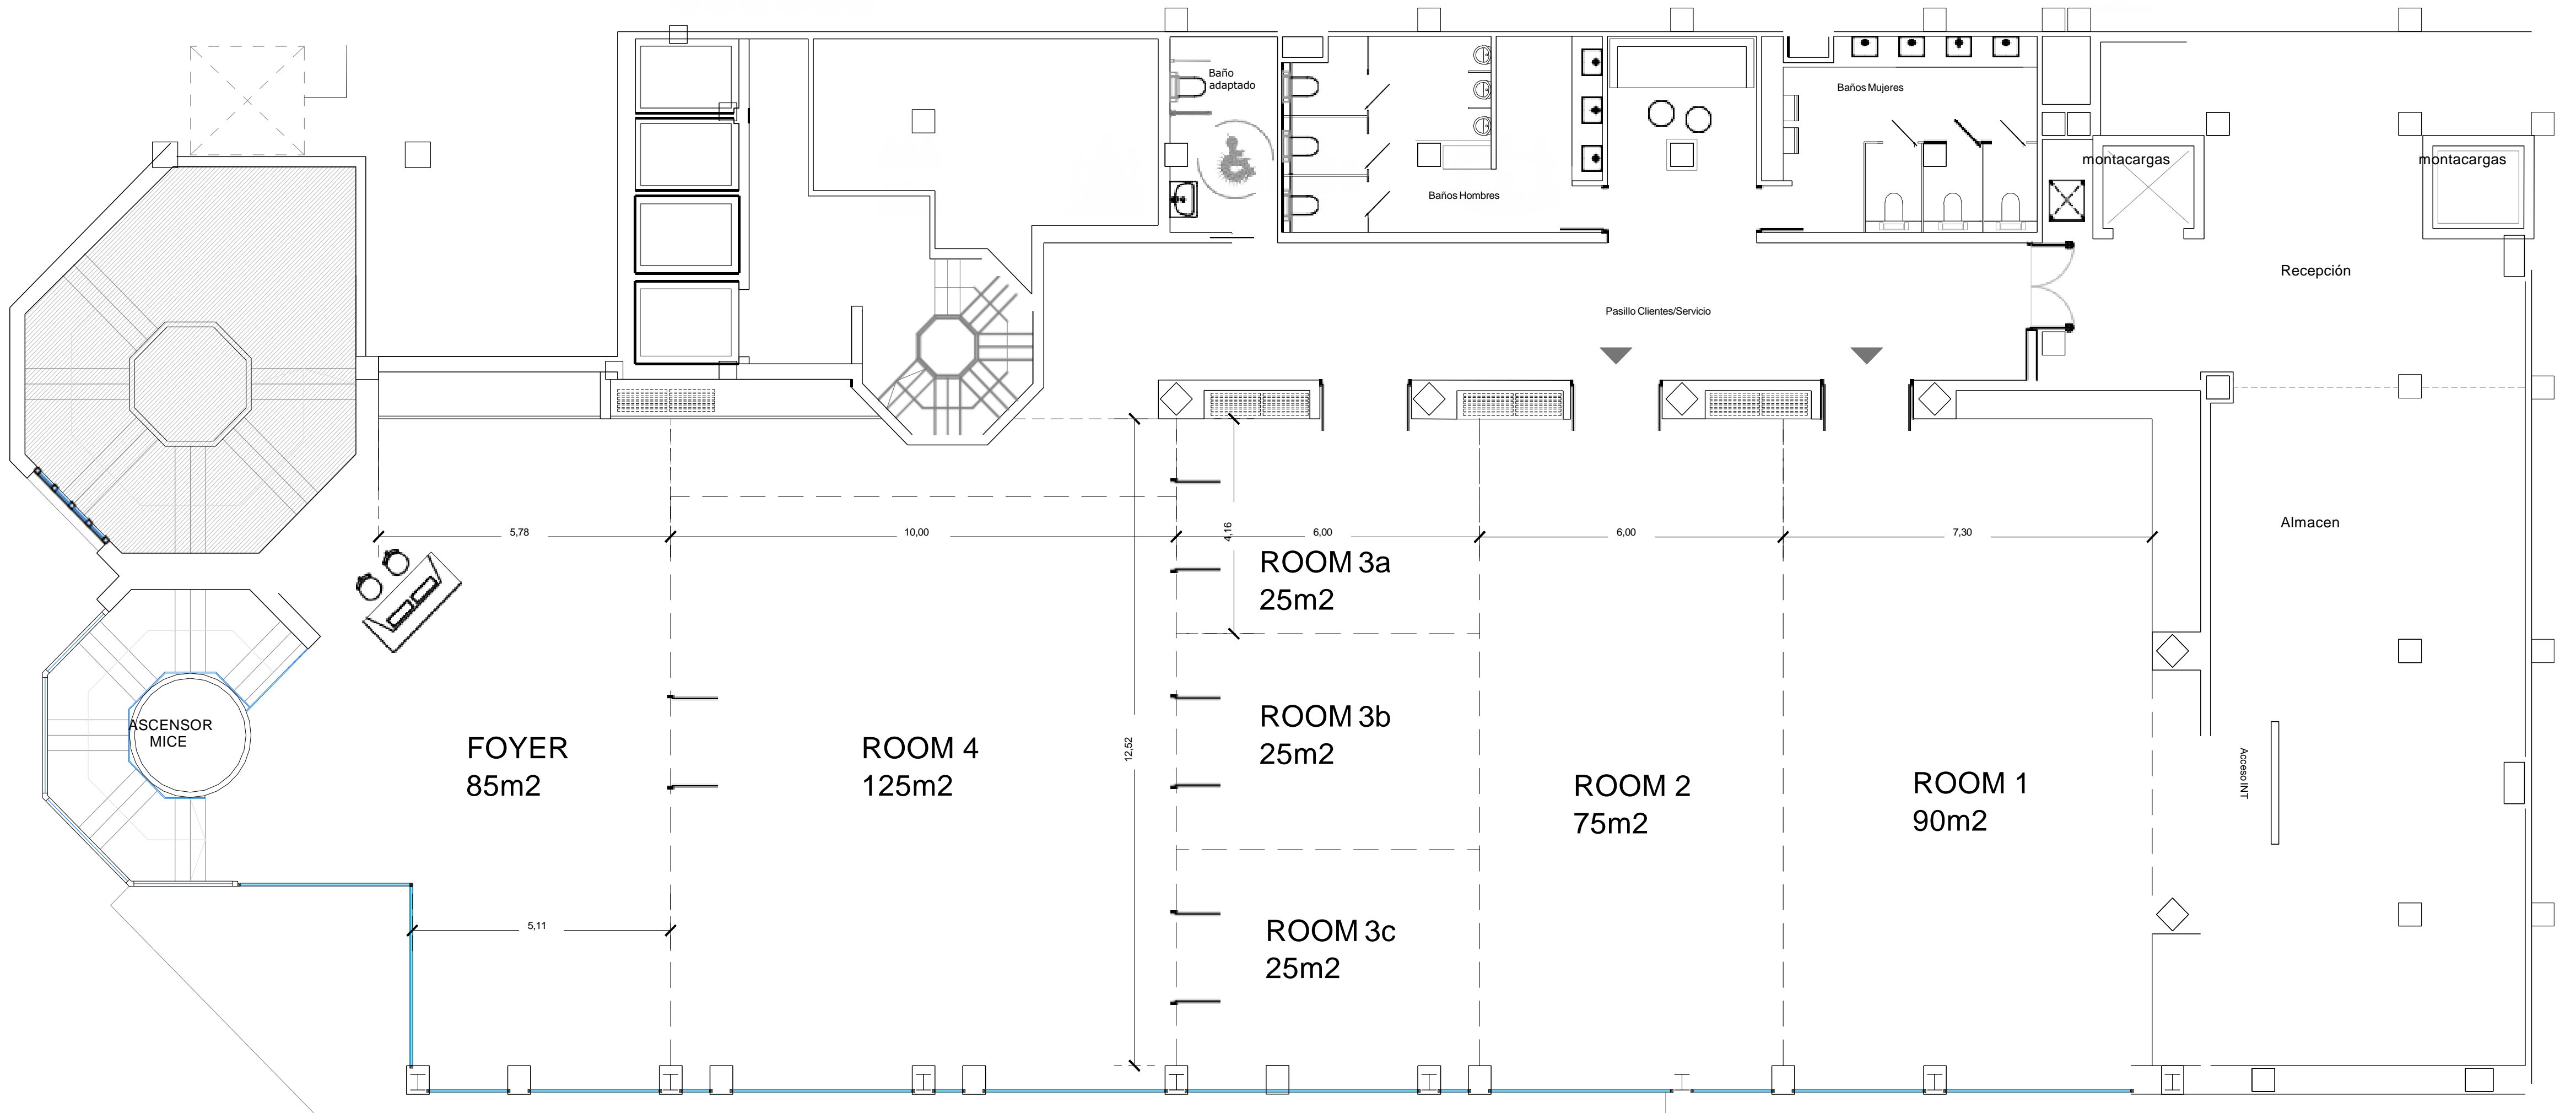 Baño
adaptado
Baños Mujeres
montacargas
montacargas
Baños Hombres
Recepción
Pasillo Clientes/Servicio
Almacen
5,78
10,00
6,00
6,00
7,30
4,16
ROOM 3a
25m2
ASCENSOR
MICE
FOYER
85m2
ROOM 4
125m2
12,52
ROOM 3b
25m2
ROOM 2
75m2
ROOM 1
90m2
Acceso INT
5,11
ROOM 3c
25m2